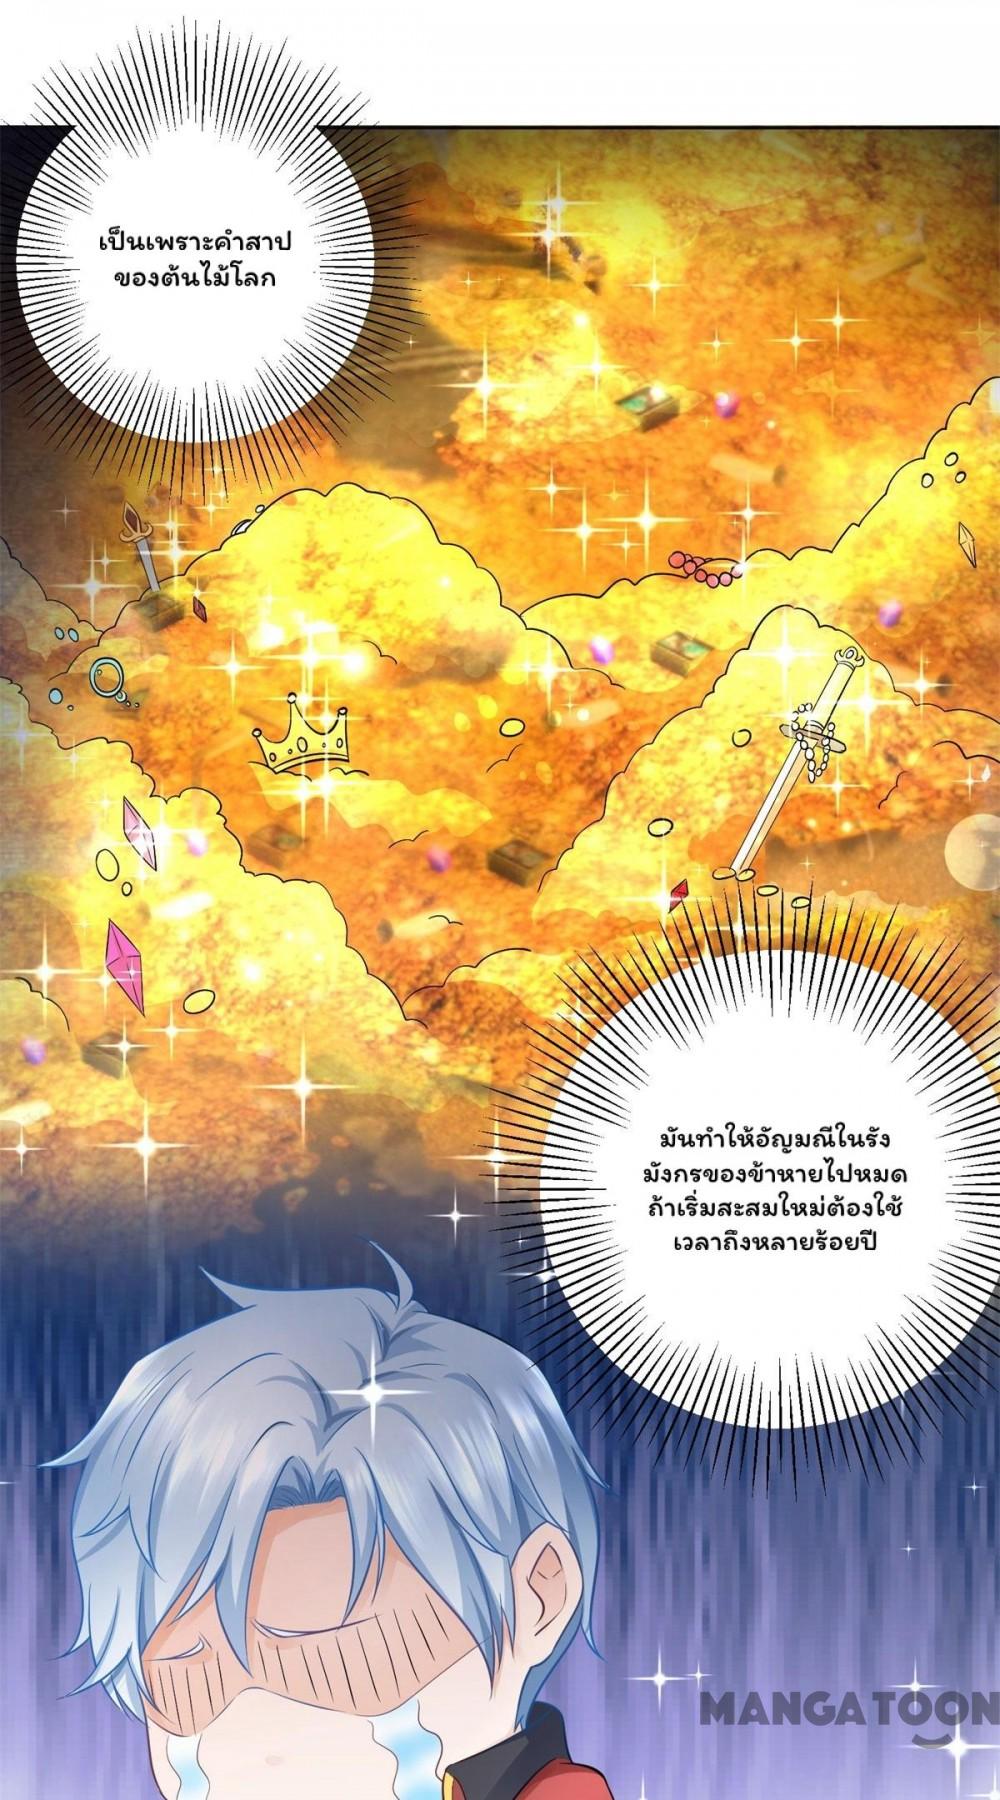 เป็นเพราะคำสาป
ของต้นไม้โลก
มันทำให้อัญมณีในรัง
มังกรของข้าหายไปหมด
ถ้าเริ่มสะสมใหม่ต้องใช้
เวลาถึงหลายร้อยปี
MANGATOON